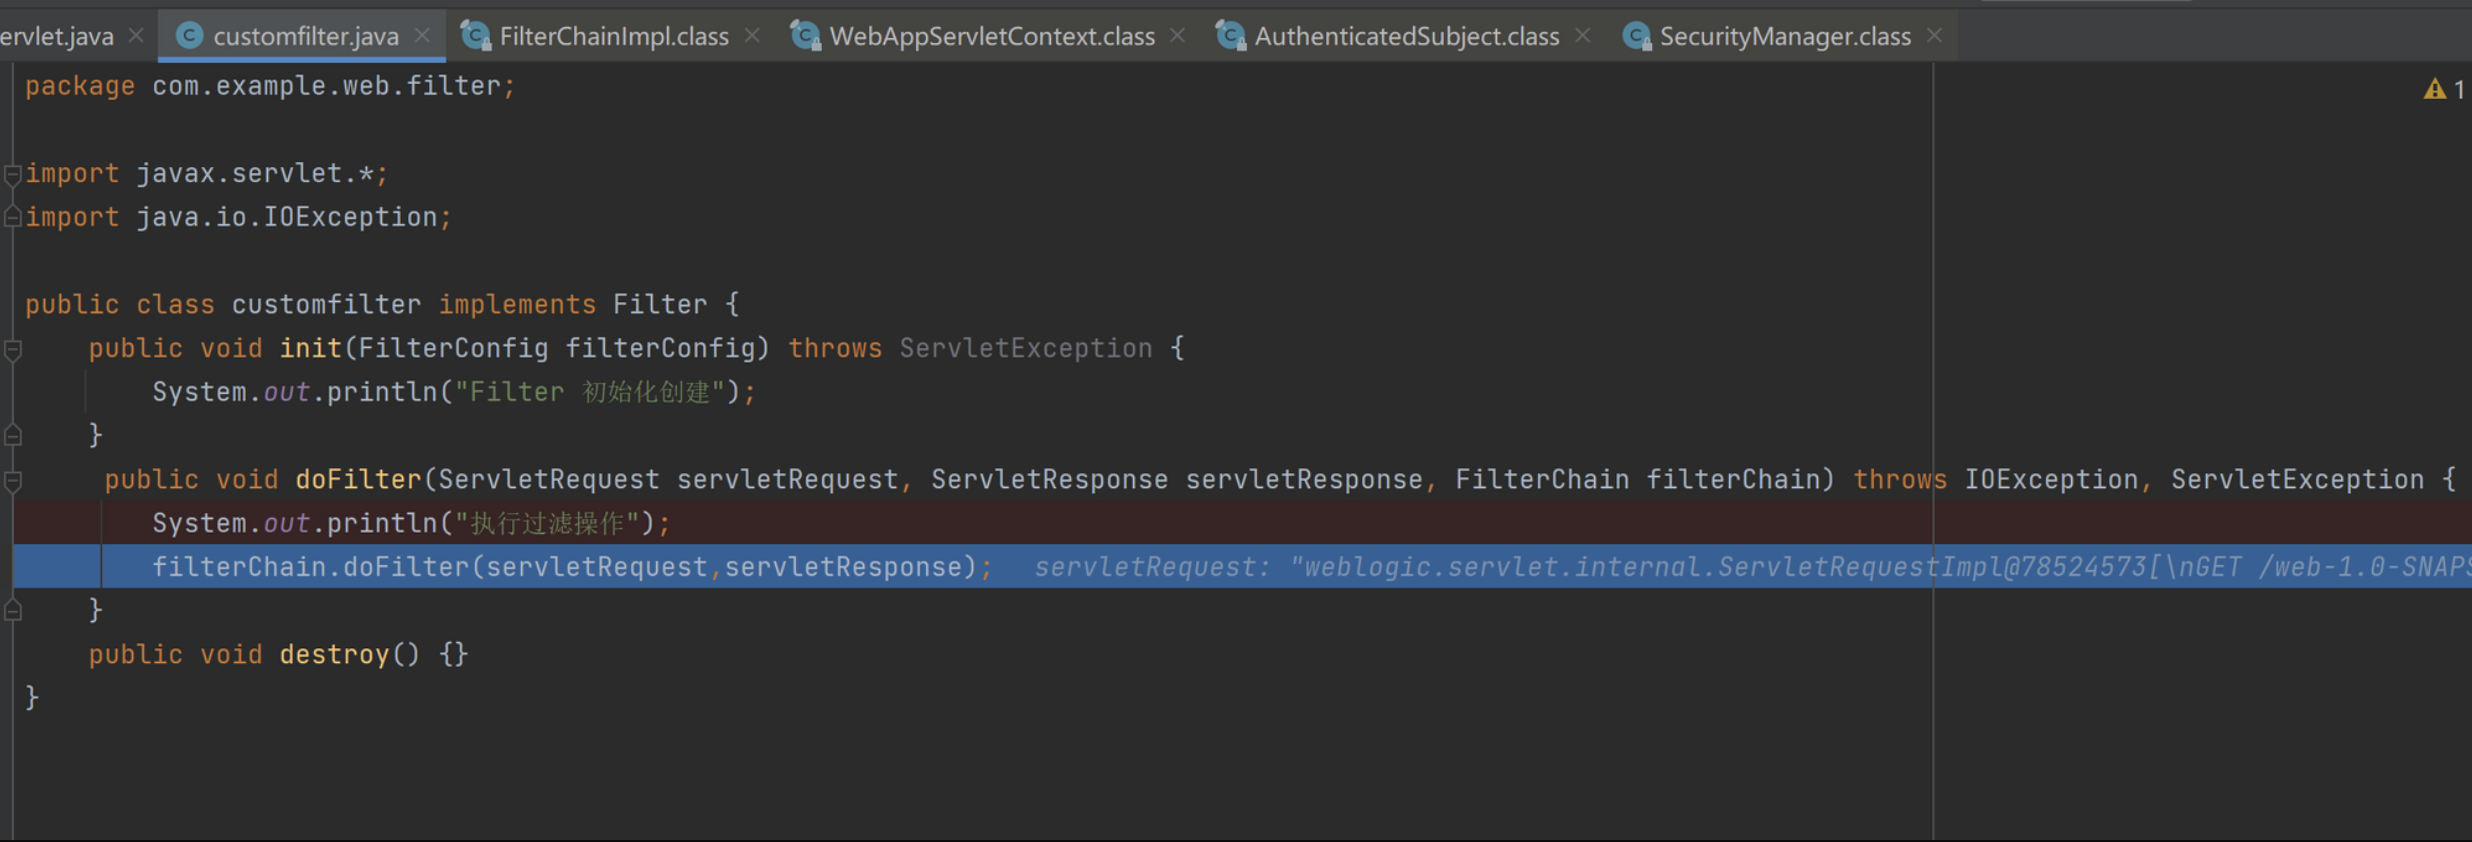 ervlet.java customfilter.java FilterChainImpl.class WebAppServletContext.class AuthenticatedSubject.class SecurityManager.class
package com.example.web.filter;
1
import javax.servlet.*;
import java.io.IOException;
public class customfilter implements Filter {
public void init(FilterConfig filterConfig) throws ServletException {
System.out.println("Filter 初始化创建");
}
public void doFilter(ServletRequest servletRequest, ServletResponse servletResponse, FilterChain filterChain) throws IOException, ServletException {
System.out.println("执行过滤操作");
filterChain.doFilter(servletRequest,servletResponse); servletRequest: "weblogic.servlet.internal.ServletRequestImpl@78524573[\nGET /web-1.0-SNAPS
}
public void destroy() {}
}